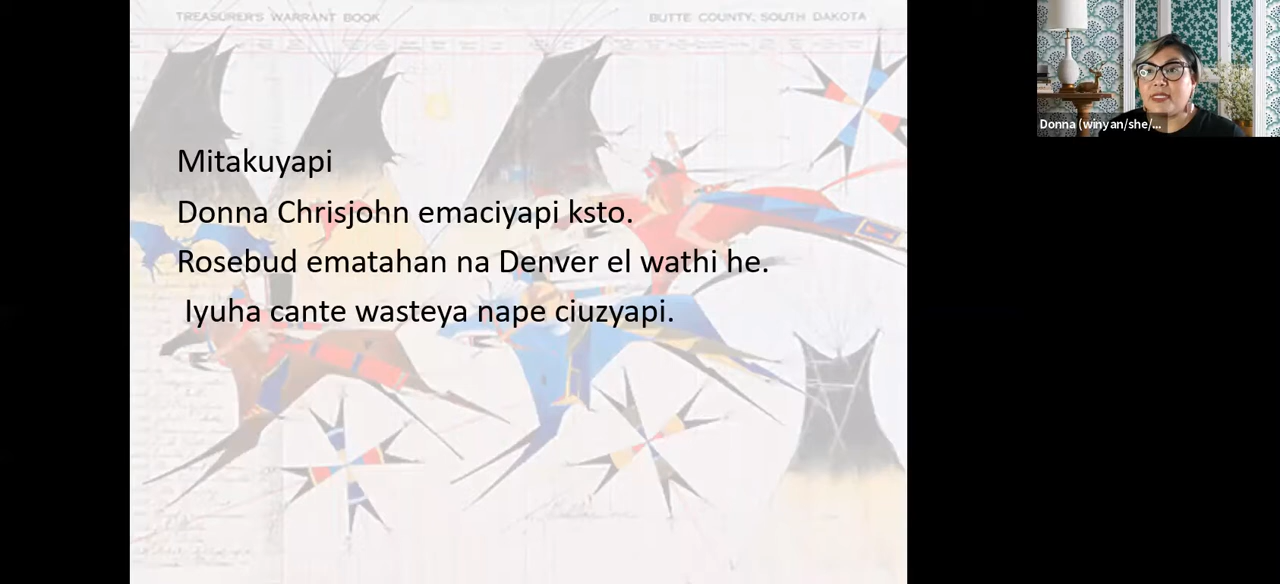 TREASURER'S WARRANT BOOK
BUTTE COUNTY, SOUTH DAKOTA
Mitakuyapi
Donna Chrisjohn emaciyapi ksto.
Rosebud ematahan na Denver el wathi he.
Iyuha cante wasteya nape ciuzyapi.
Donna (winyan/she/...